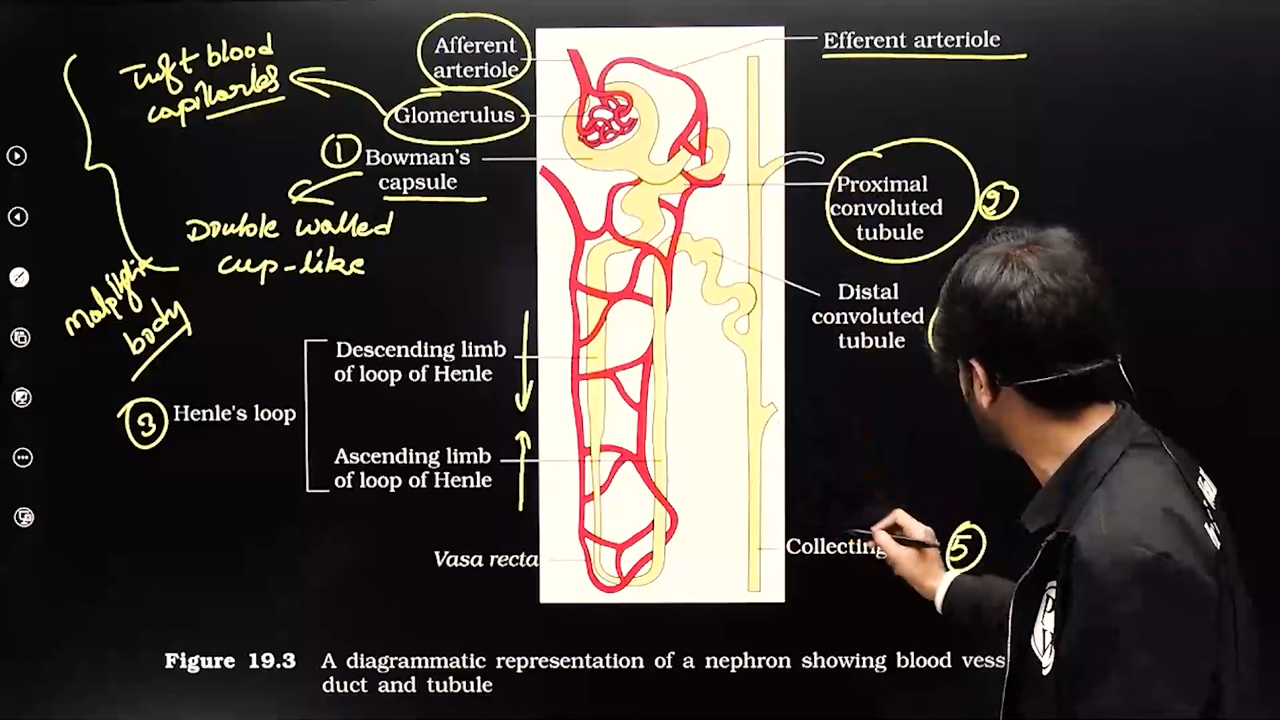 Tuft blood
capillaries
Afferent
arteriole
Efferent arteriole
Glomerulus
① Bowman's
capsule
Double walled
cup-like
Proximal
convoluted
tubule
2
Distal
convoluted
tubule
body
Descending limb
of loop of Henle
③ Henle's loop
Ascending limb
of loop of Henle
Vasa recta
Collecting
⑤
Figure 19.3 A diagrammatic representation of a nephron showing blood vess
duct and tubule